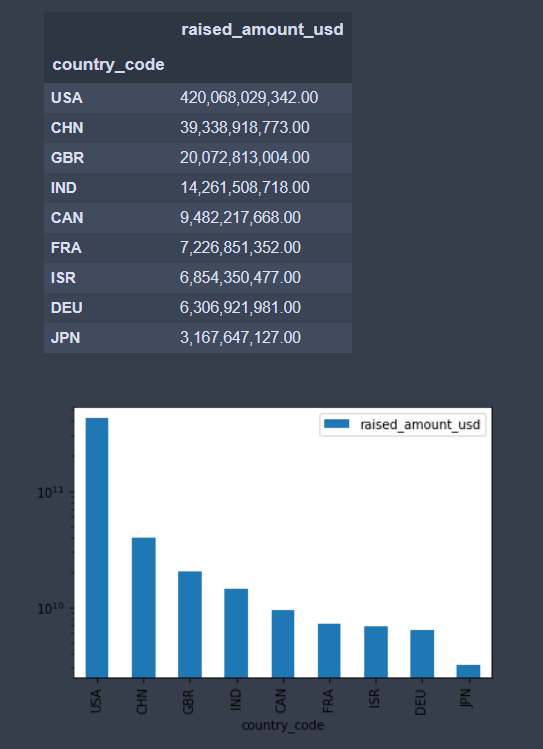 raised_amount_usd
country_code
USA 420,068,029,342.00
CHN 39,338,918,773.00
GBR 20,072,813,004.00
IND 14,261,508,718.00
CAN 9,482,217,668.00
FRA 7,226,851,352.00
ISR 6,854,350,477.00
DEU 6,306,921,981.00
JPN 3,167,647,127.00
raised_amount_usd
10¹¹
10¹⁰
USA CHN GBR IND CAN FRA ISR DEU JPN
country_code